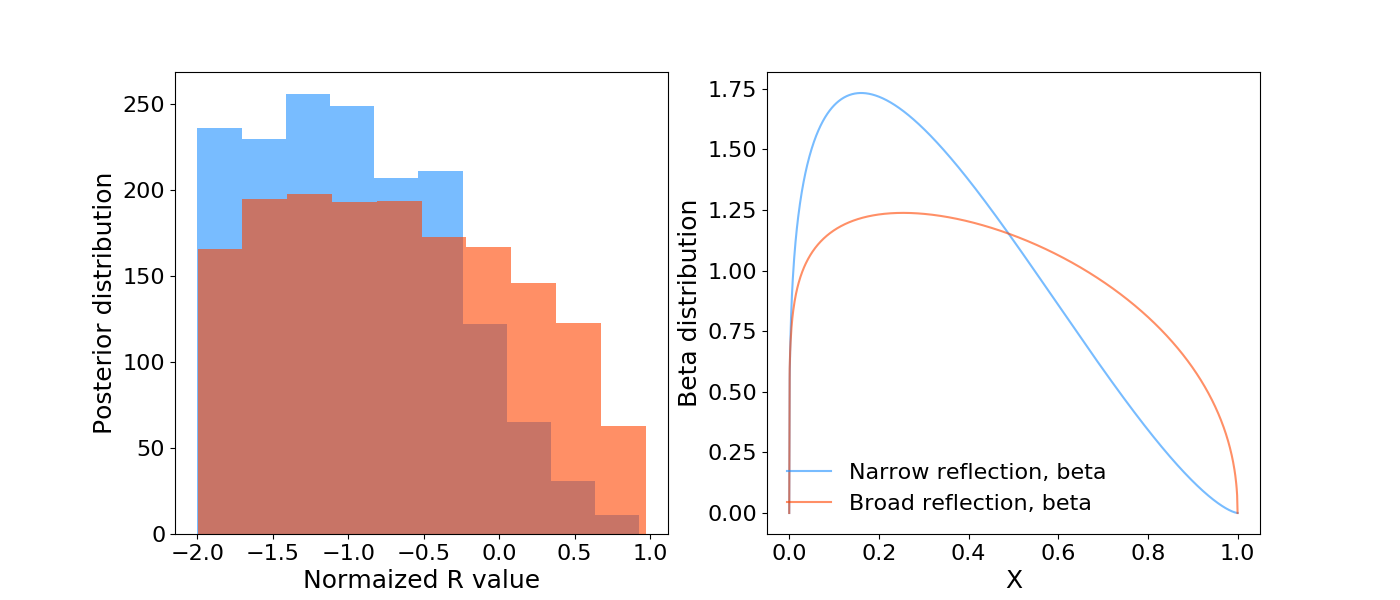 Posterior distribution
250
200
150
100
50
0
−2.0 −1.5 −1.0 −0.5 0.0 0.5 1.0
Normaized R value
Beta distribution
1.75
1.50
1.25
1.00
0.75
0.50
0.25
0.00
Narrow reflection, beta
Broad reflection, beta
0.0 0.2 0.4 0.6 0.8 1.0
X